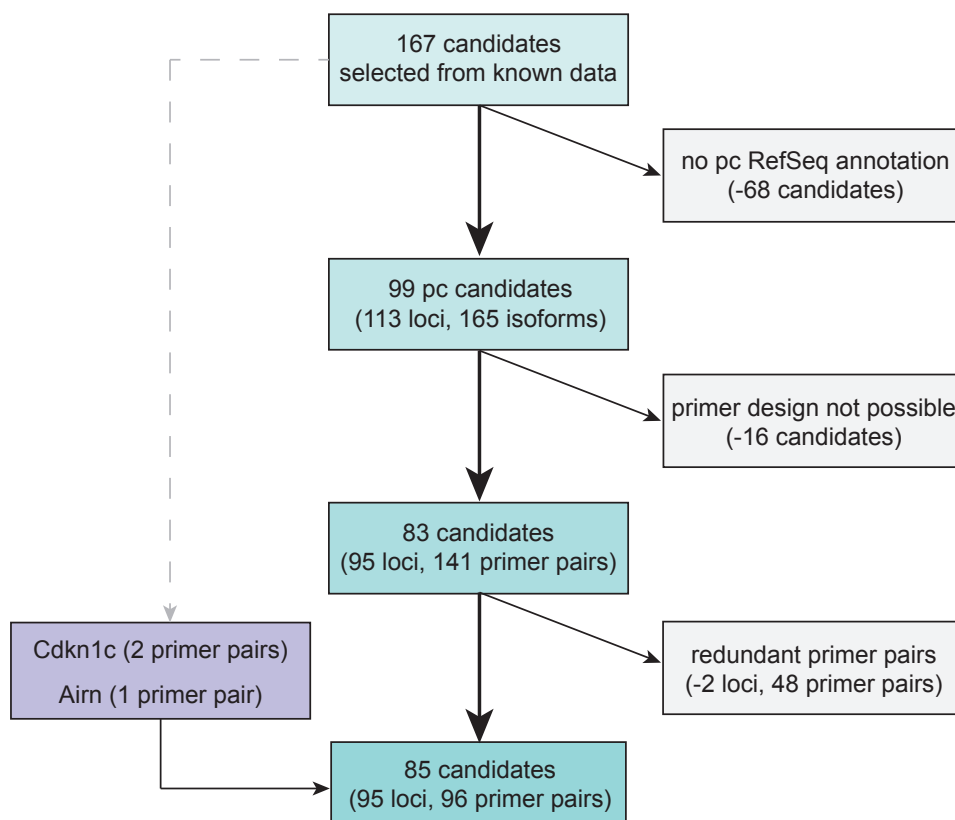 167 candidates
selected from known data
no pc RefSeq annotation
(-68 candidates)
99 pc candidates
(113 loci, 165 isoforms)
primer design not possible
(-16 candidates)
83 candidates
(95 loci, 141 primer pairs)
Cdkn1c (2 primer pairs)
Airn (1 primer pair)
redundant primer pairs
(-2 loci, 48 primer pairs)
85 candidates
(95 loci, 96 primer pairs)